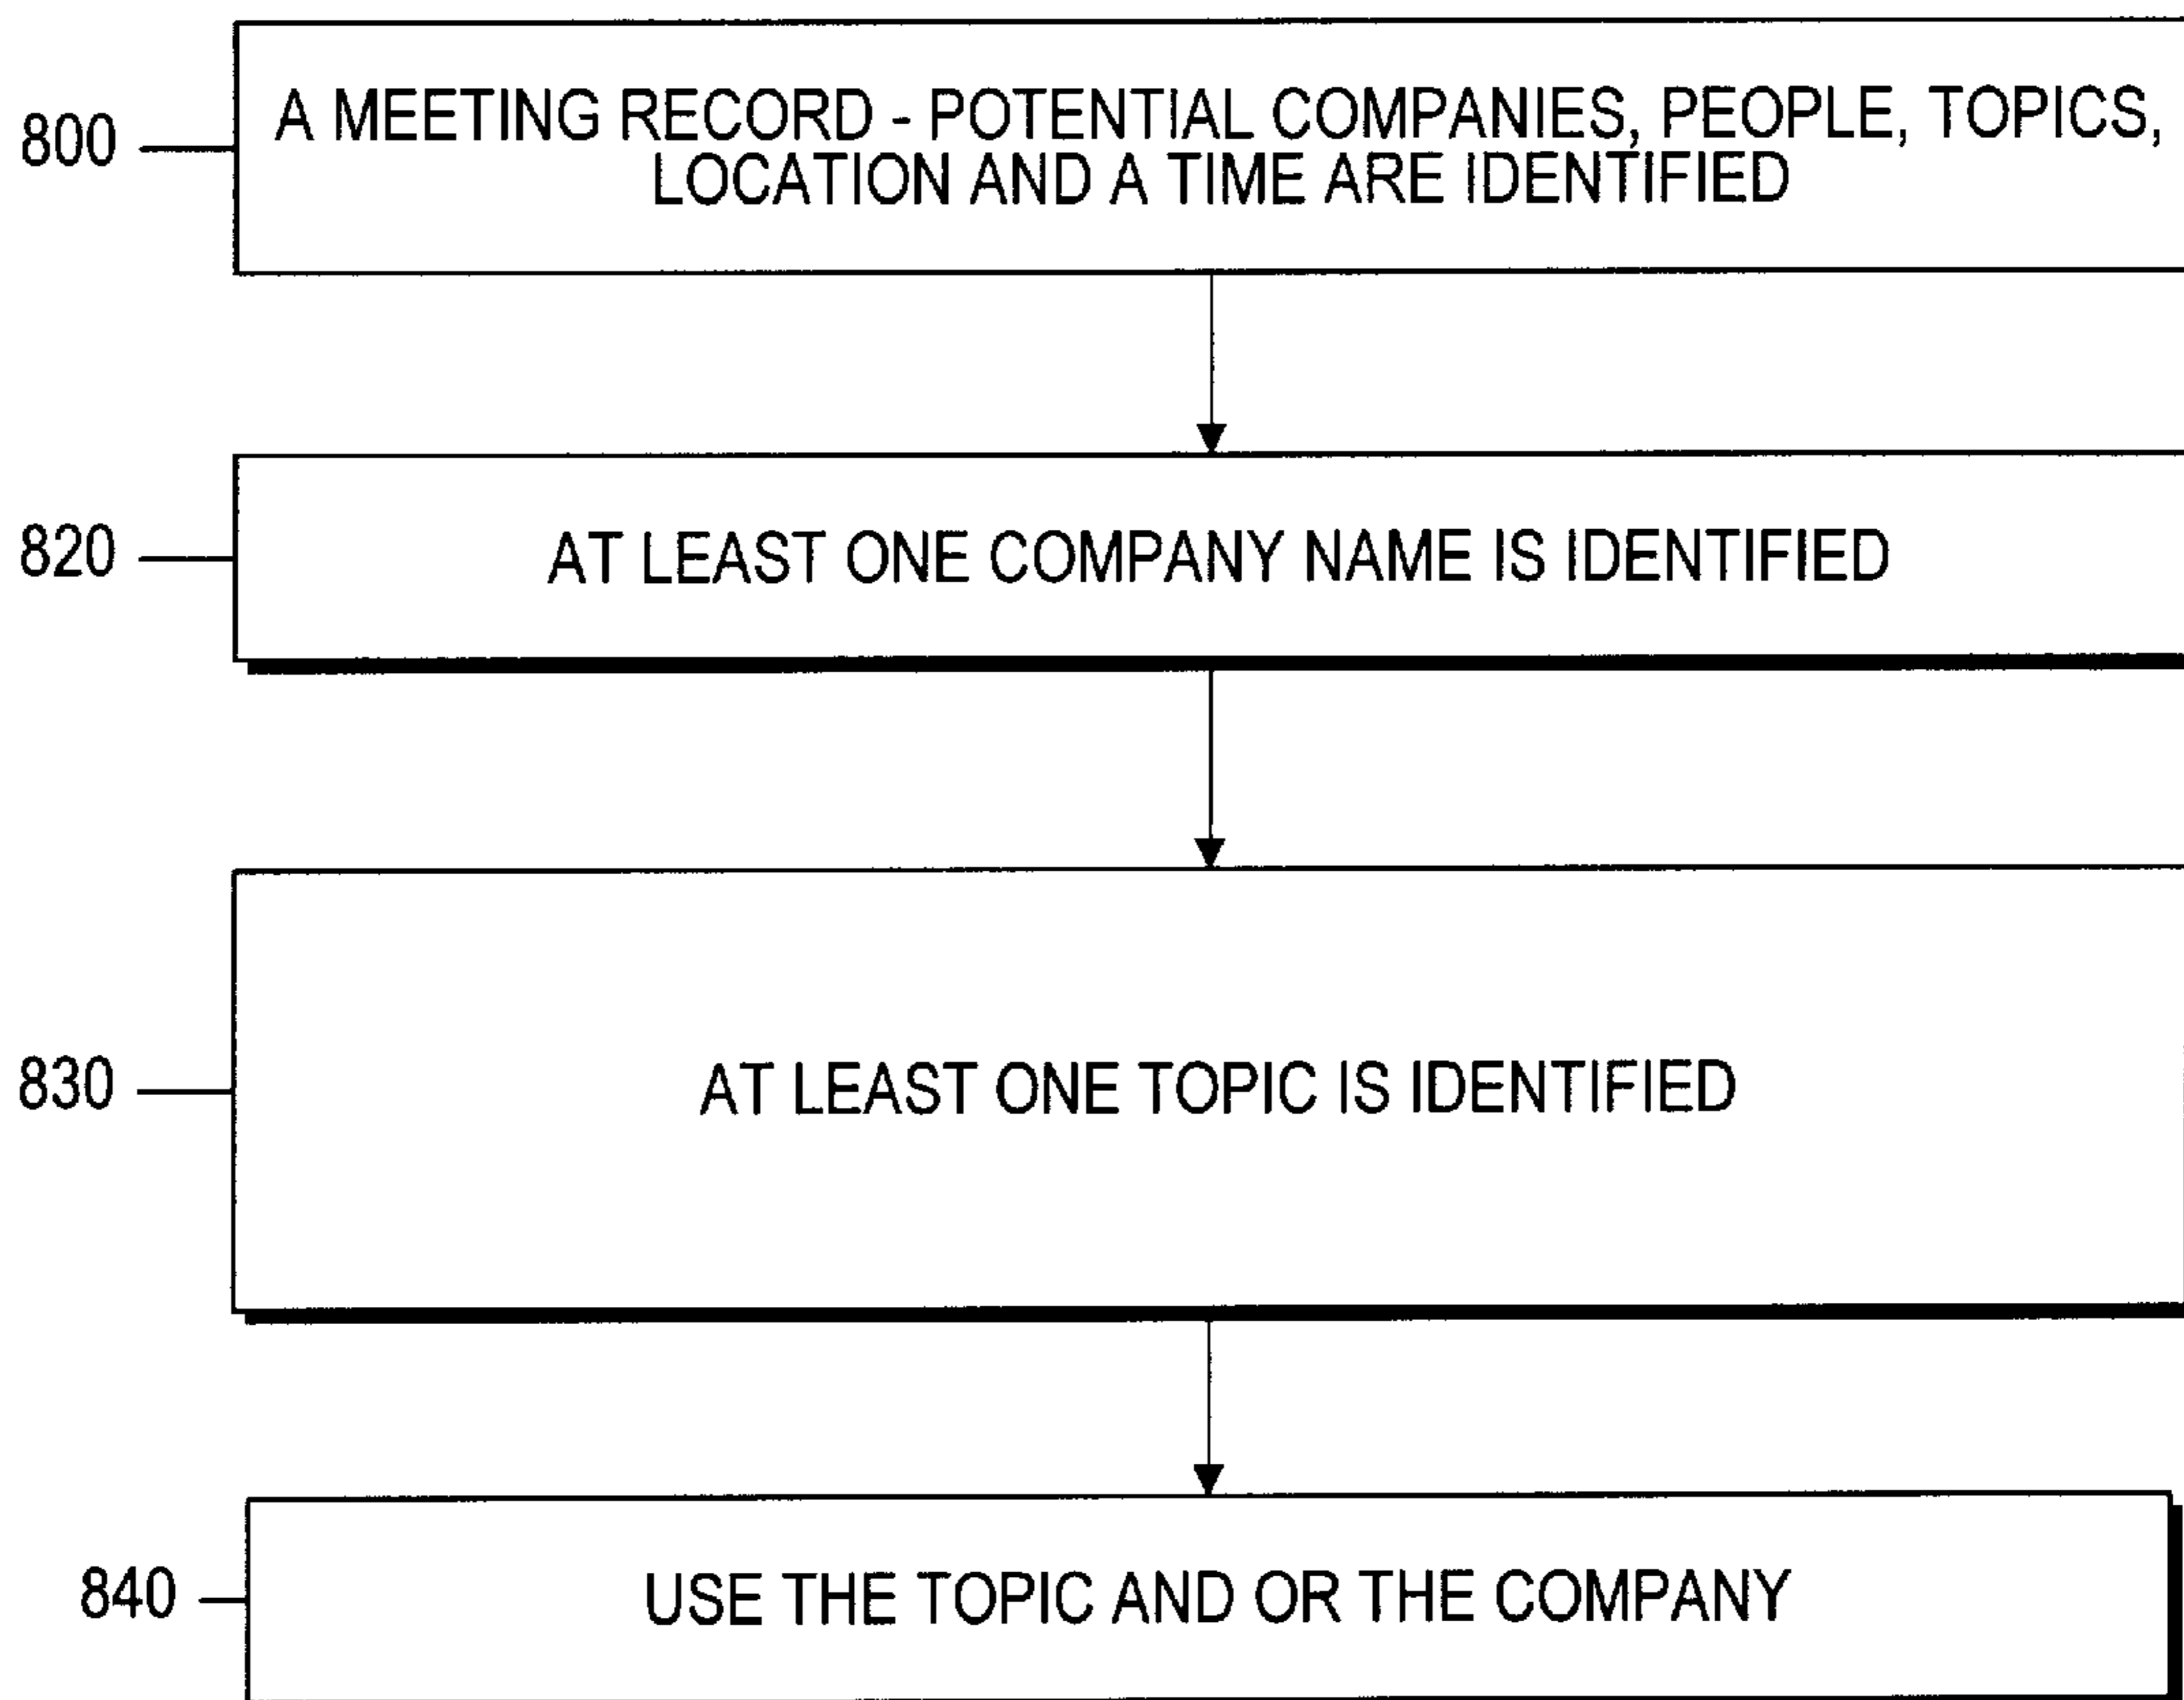 800
A MEETING RECORD - POTENTIAL COMPANIES, PEOPLE, TOPICS,
LOCATION AND A TIME ARE IDENTIFIED
820
AT LEAST ONE COMPANY NAME IS IDENTIFIED
830
AT LEAST ONE TOPIC IS IDENTIFIED
840
USE THE TOPIC AND OR THE COMPANY